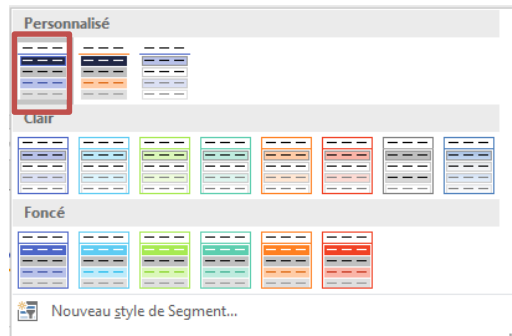 Personnalisé
Clair
Foncé
Nouveau style de Segment...